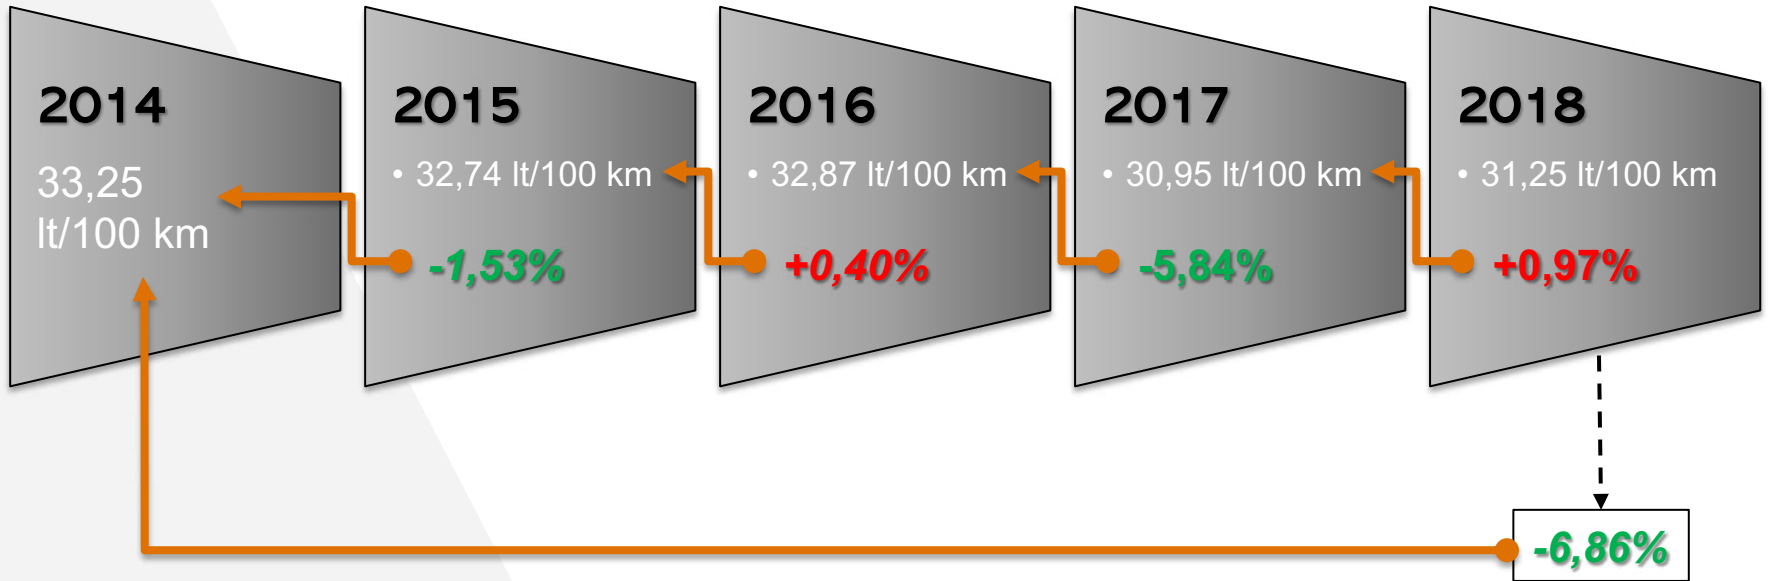 2014
33,25
lt/100 km
2015
• 32,74 lt/100 km
-1,53%
2016
• 32,87 lt/100 km
+0,40%
2017
• 30,95 lt/100 km
-5,84%
2018
• 31,25 lt/100 km
+0,97%
-6,86%